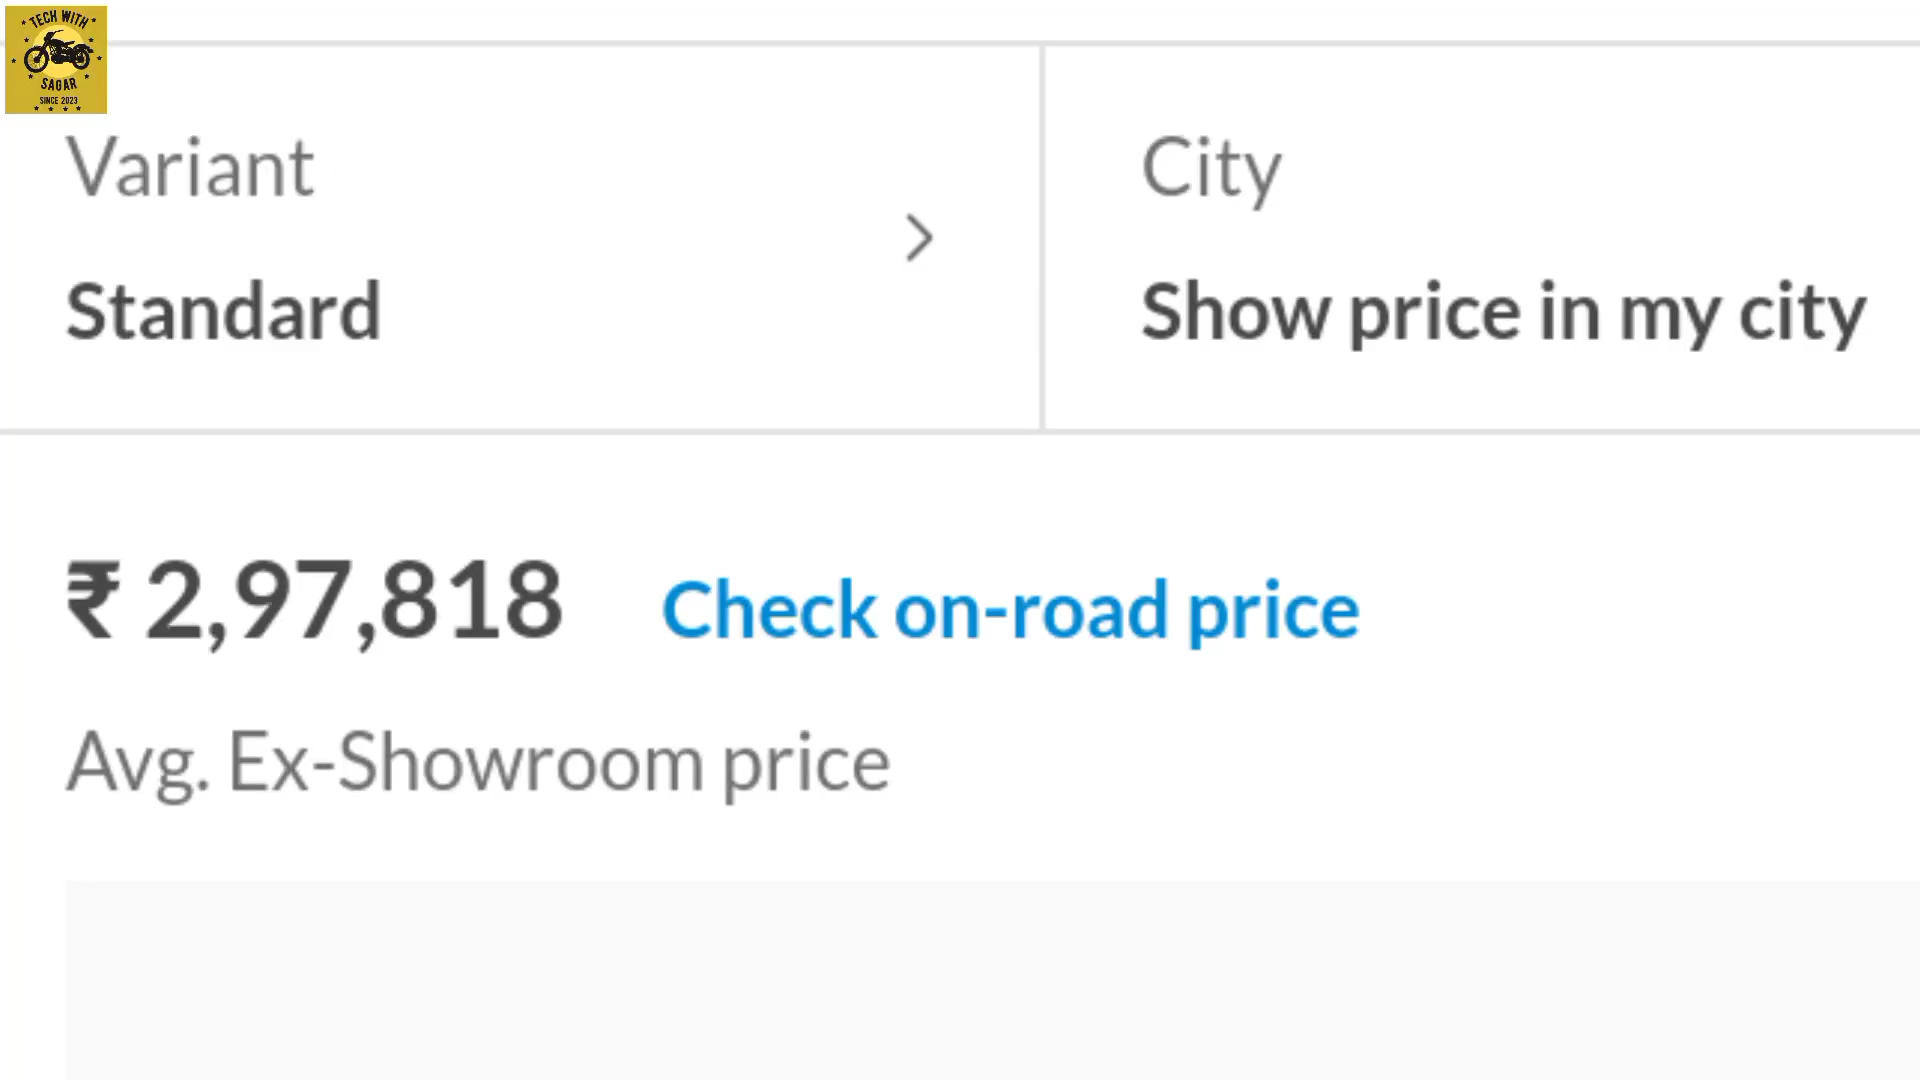 TECH WITH
SAGAR
SINCE 2023
Variant
Standard
City
Show price in my city
₹ 2,97,818
Check on-road price
Avg. Ex-Showroom price